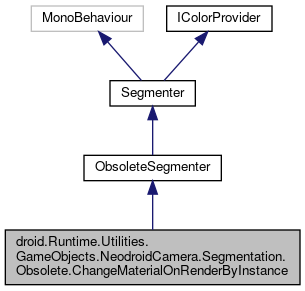 MonoBehaviour
IColorProvider
Segmenter
ObsoleteSegmenter
droid.Runtime.Utilities.
GameObjects.NeodroidCamera.Segmentation.
Obsolete.ChangeMaterialOnRenderByInstance